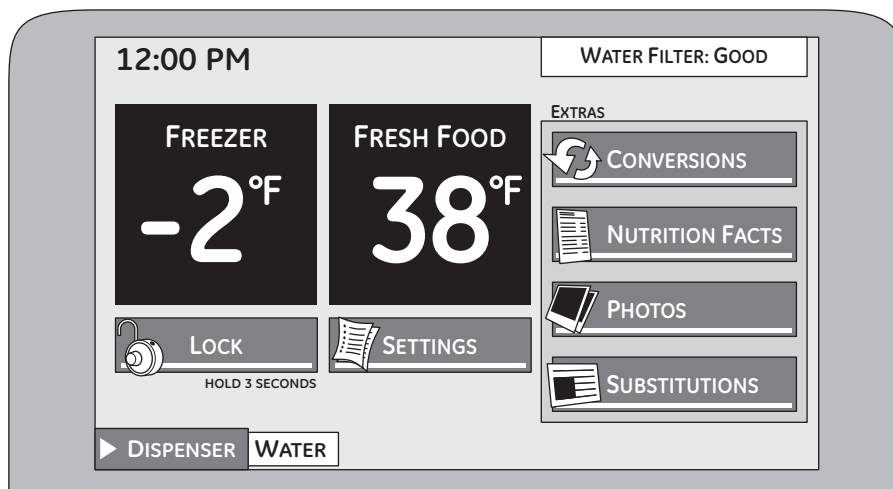 12:00 PM
WATER FILTER: GOOD
FREEZER
-2°F
FRESH FOOD
38°F
EXTRAS
CONVERSIONS
NUTRITION FACTS
PHOTOS
SUBSTITUTIONS
LOCK
HOLD 3 SECONDS
SETTINGS
DISPENSER
WATER